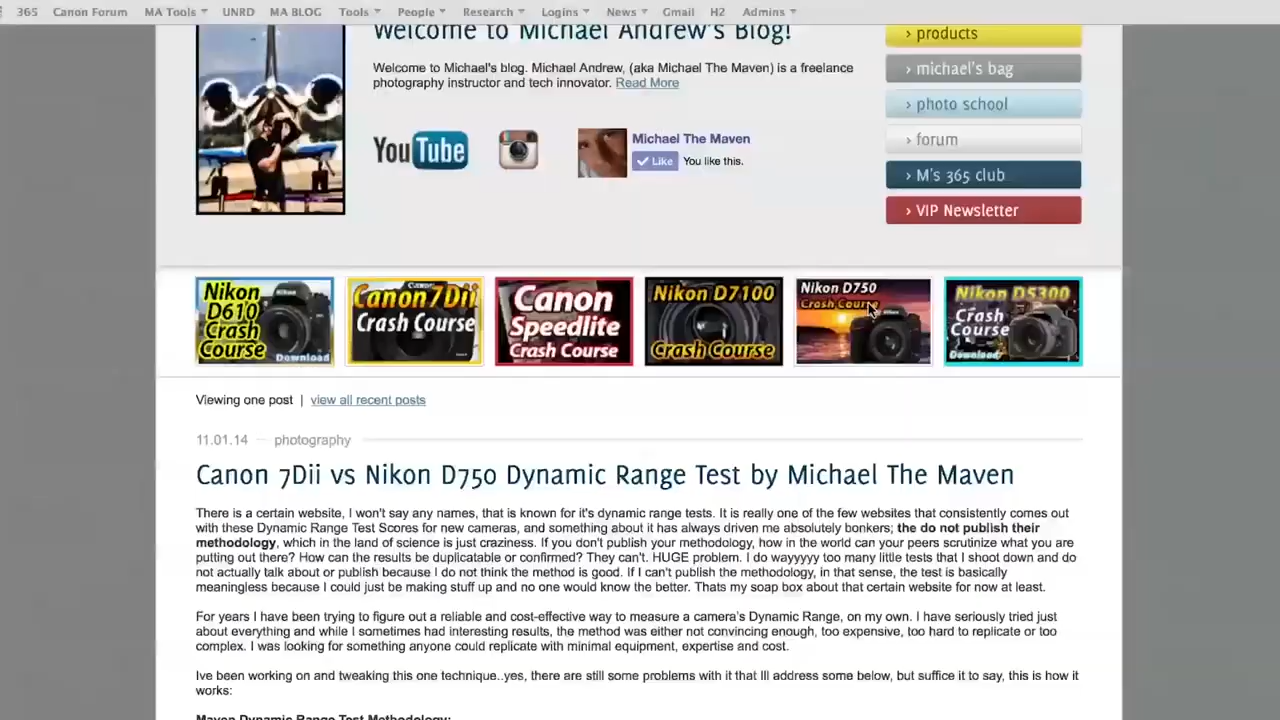 365 Canon Forum MA Tools UNRD MA BLOG Tools People Research Logins News Gmail H2 Admins
Welcome to Michael Andrew's Blog!
Welcome to Michael's blog. Michael Andrew, (aka Michael The Maven) is a freelance
photography instructor and tech innovator. Read More
YouTube
Michael The Maven
Like You like this.
› products
› michael's bag
› photo school
› forum
› M's 365 club
› VIP Newsletter
Nikon
D610
Crash
Course
Download
Canon 7Dii
Crash Course
Canon
Speedlite
Crash Course
Nikon D7100
Crash Course
Nikon D750
Crash Course
Nikon D5300
Crash
Course
Download
Viewing one post | view all recent posts
11.01.14 — photography
Canon 7Dii vs Nikon D750 Dynamic Range Test by Michael The Maven
There is a certain website, I won't say any names, that is known for it's dynamic range tests. It is really one of the few websites that consistently comes out
with these Dynamic Range Test Scores for new cameras, and something about it has always driven me absolutely bonkers; the do not publish their
methodology, which in the land of science is just craziness. If you don't publish your methodology, how in the world can your peers scrutinize what you are
putting out there? How can the results be duplicatable or confirmed? They can't. HUGE problem. I do wayyyyy too many little tests that I shoot down and do
not actually talk about or publish because I do not think the method is good. If I can't publish the methodology, in that sense, the test is basically
meaningless because I could just be making stuff up and no one would know the better. Thats my soap box about that certain website for now at least.
For years I have been trying to figure out a reliable and cost-effective way to measure a camera's Dynamic Range, on my own. I have seriously tried just
about everything and while I sometimes had interesting results, the method was either not convincing enough, too expensive, too hard to replicate or too
complex. I was looking for something anyone could replicate with minimal equipment, expertise and cost.
Ive been working on and tweaking this one technique..yes, there are still some problems with it that Ill address some below, but suffice it to say, this is how it
works:
Maven Dynamic Range Test Methodology: